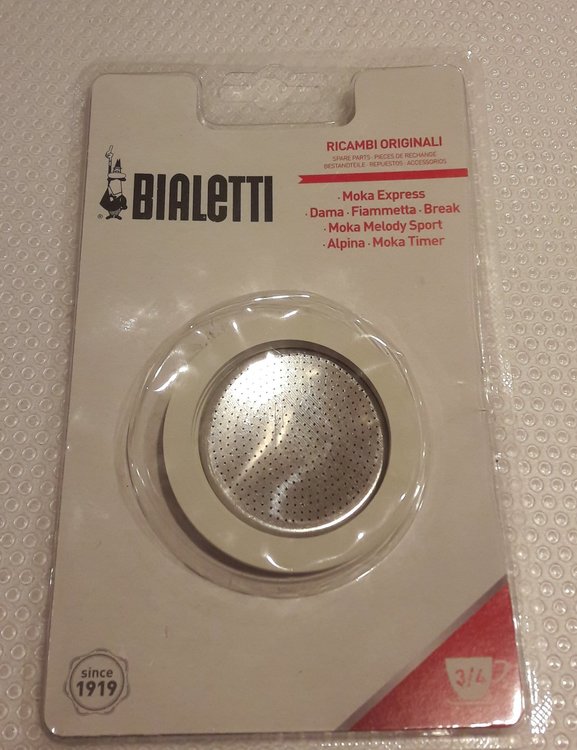 BIALETTI
®
RICAMBI ORIGINALI
SPARE PARTS · PIECES DE RECHANGE
BESTANDTEILE · REPUESTOS · ACCESSORIOS
· Moka Express
· Dama · Fiammetta · Break
· Moka Melody Sport
· Alpina · Moka Timer
since
1919
3/4